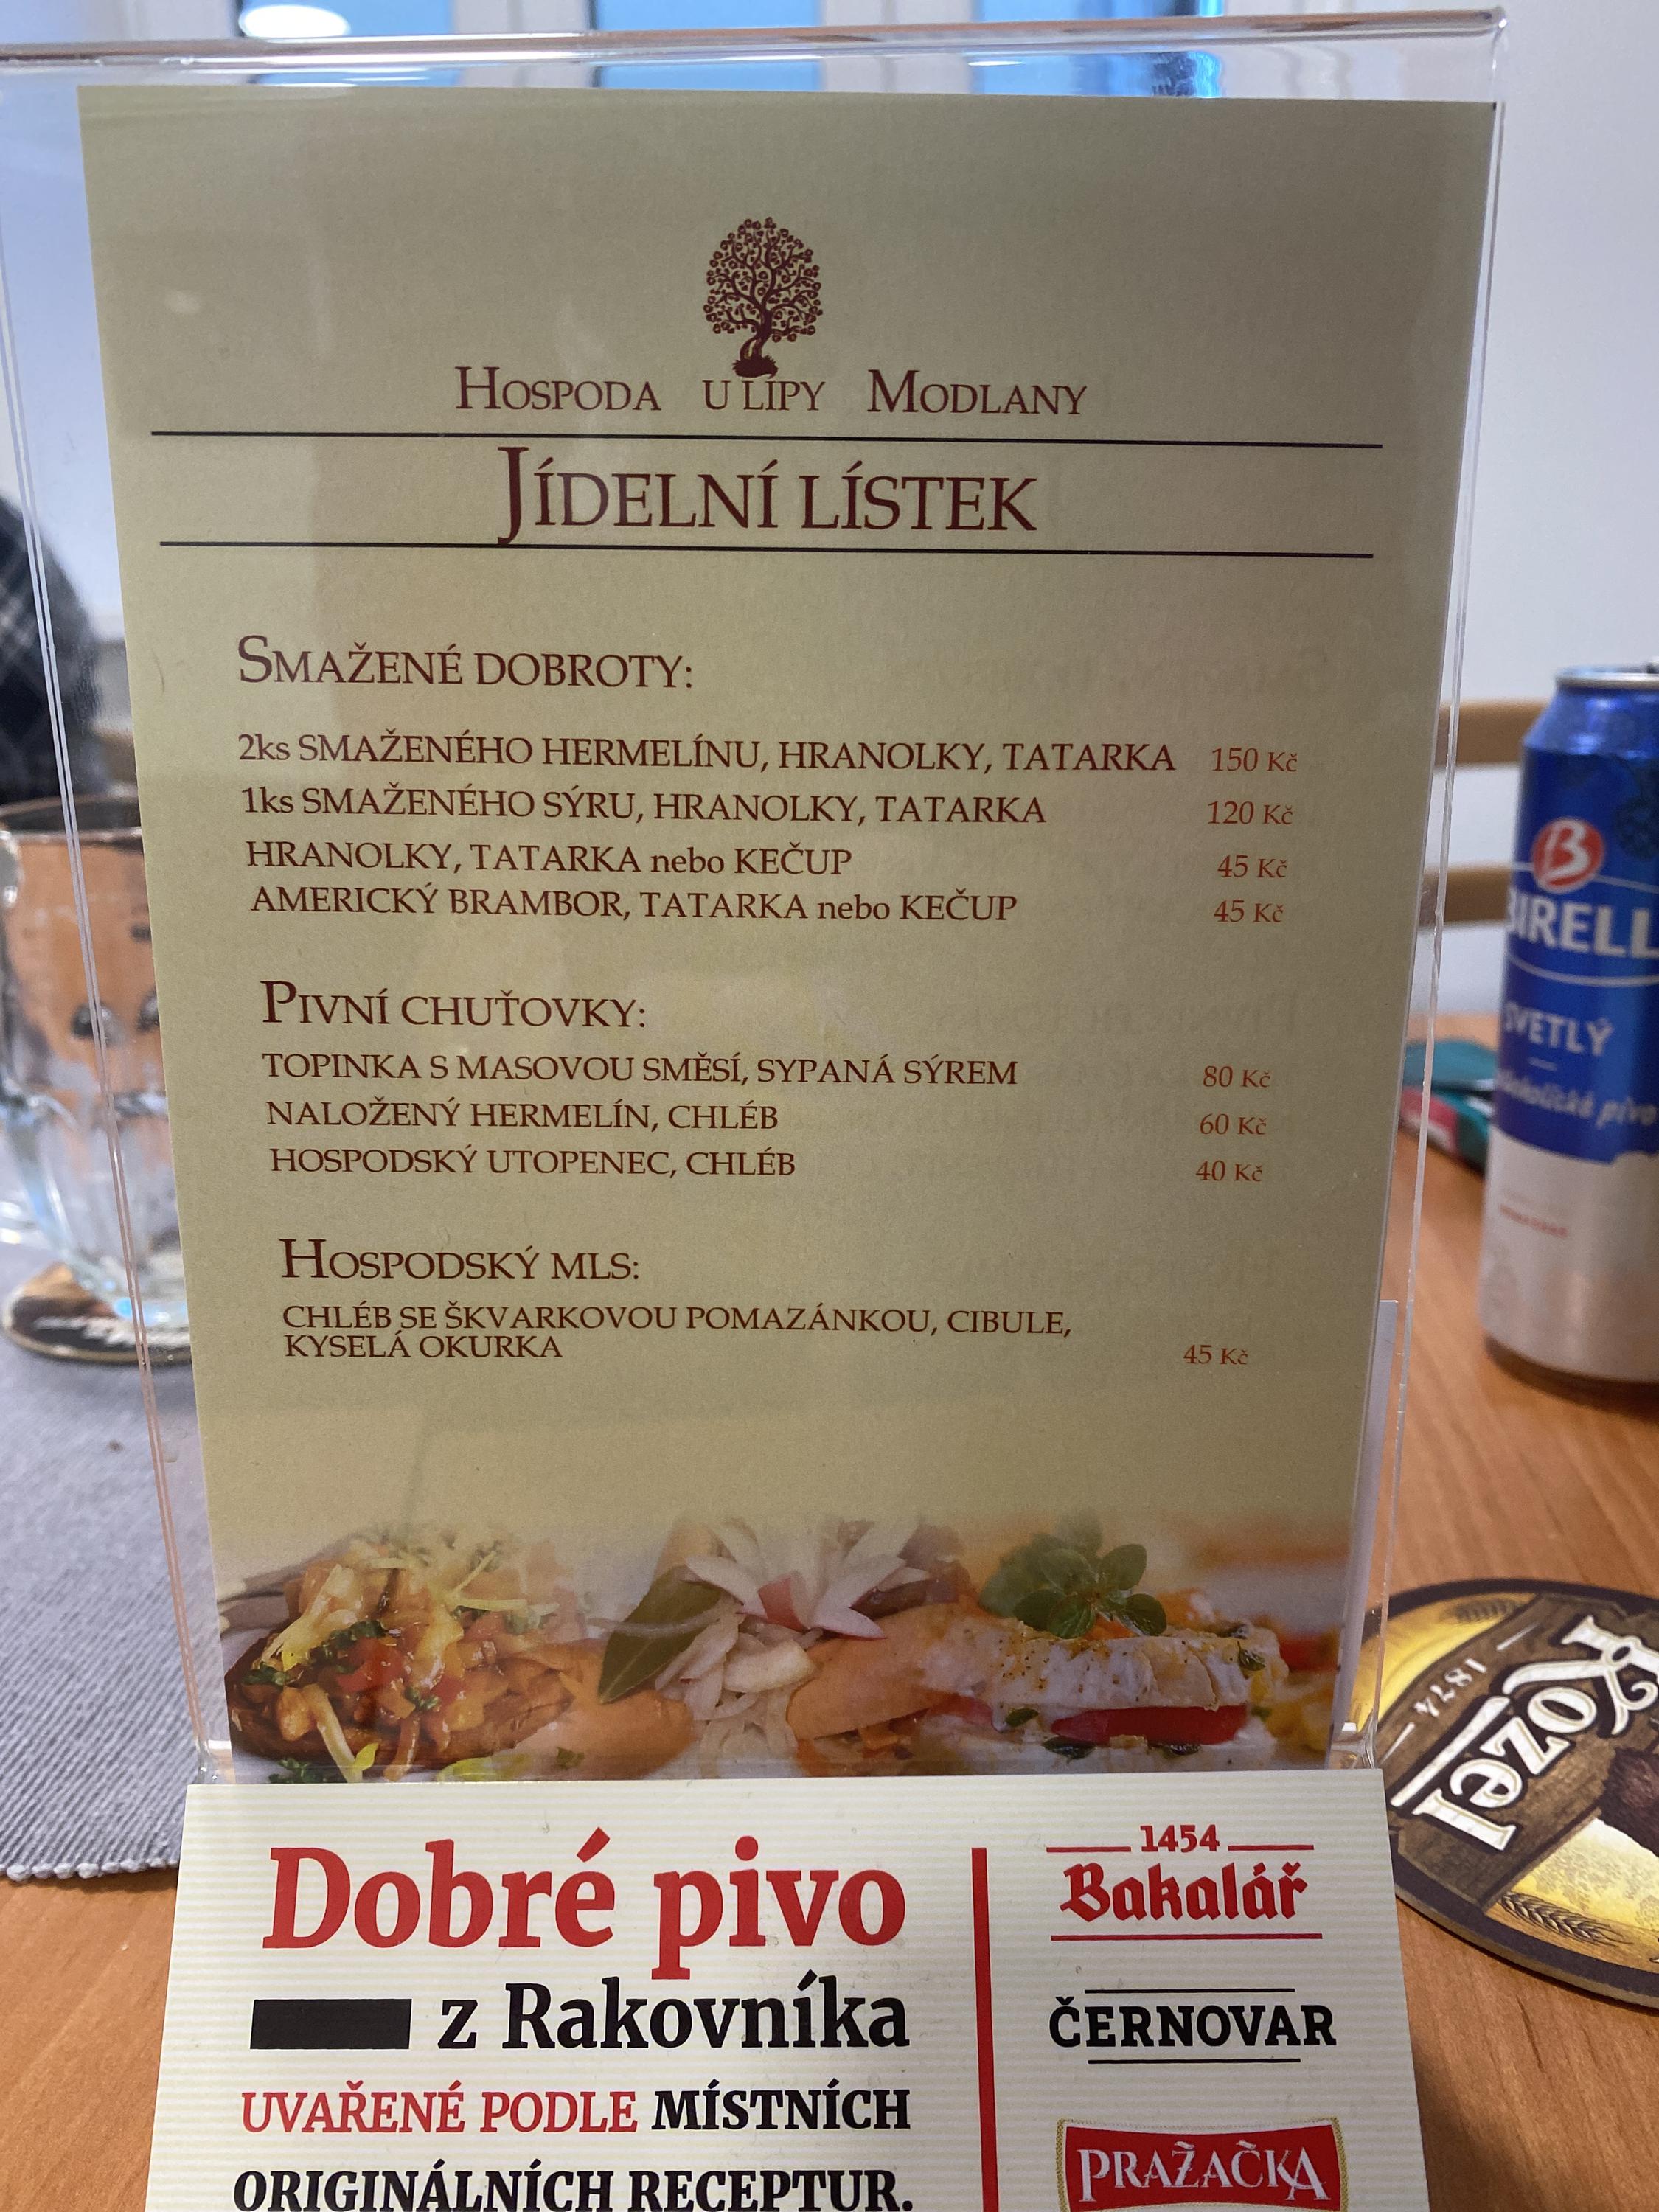 Hospoda u Lípy Modlany
Jídelní lístek
Smažené dobroty:
2ks SMAŽENÉHO HERMELÍNU, HRANOLKY, TATARKA 150 Kč
1ks SMAŽENÉHO SÝRU, HRANOLKY, TATARKA 120 Kč
HRANOLKY, TATARKA nebo KEČUP 45 Kč
AMERICKÝ BRAMBOR, TATARKA nebo KEČUP 45 Kč
Pivní chuťovky:
TOPINKA S MASOVOU SMĚSÍ, SYPANÁ SÝREM 80 Kč
NALOŽENÝ HERMELÍN, CHLÉB 60 Kč
HOSPODSKÝ UTOPENEC, CHLÉB 40 Kč
Hospodský mls:
CHLÉB SE ŠKVARKOVOU POMAZÁNKOU, CIBULE,
KYSELÁ OKURKA 45 Kč
Dobré pivo
z Rakovníka
UVAŘENÉ PODLE MÍSTNÍCH
ORIGINÁLNÍCH RECEPTUR.
1454
Bakalář
ČERNOVAR
PRAŽAČKA
B
BIRELL
SVETLÝ
pivo
Kozel
1874